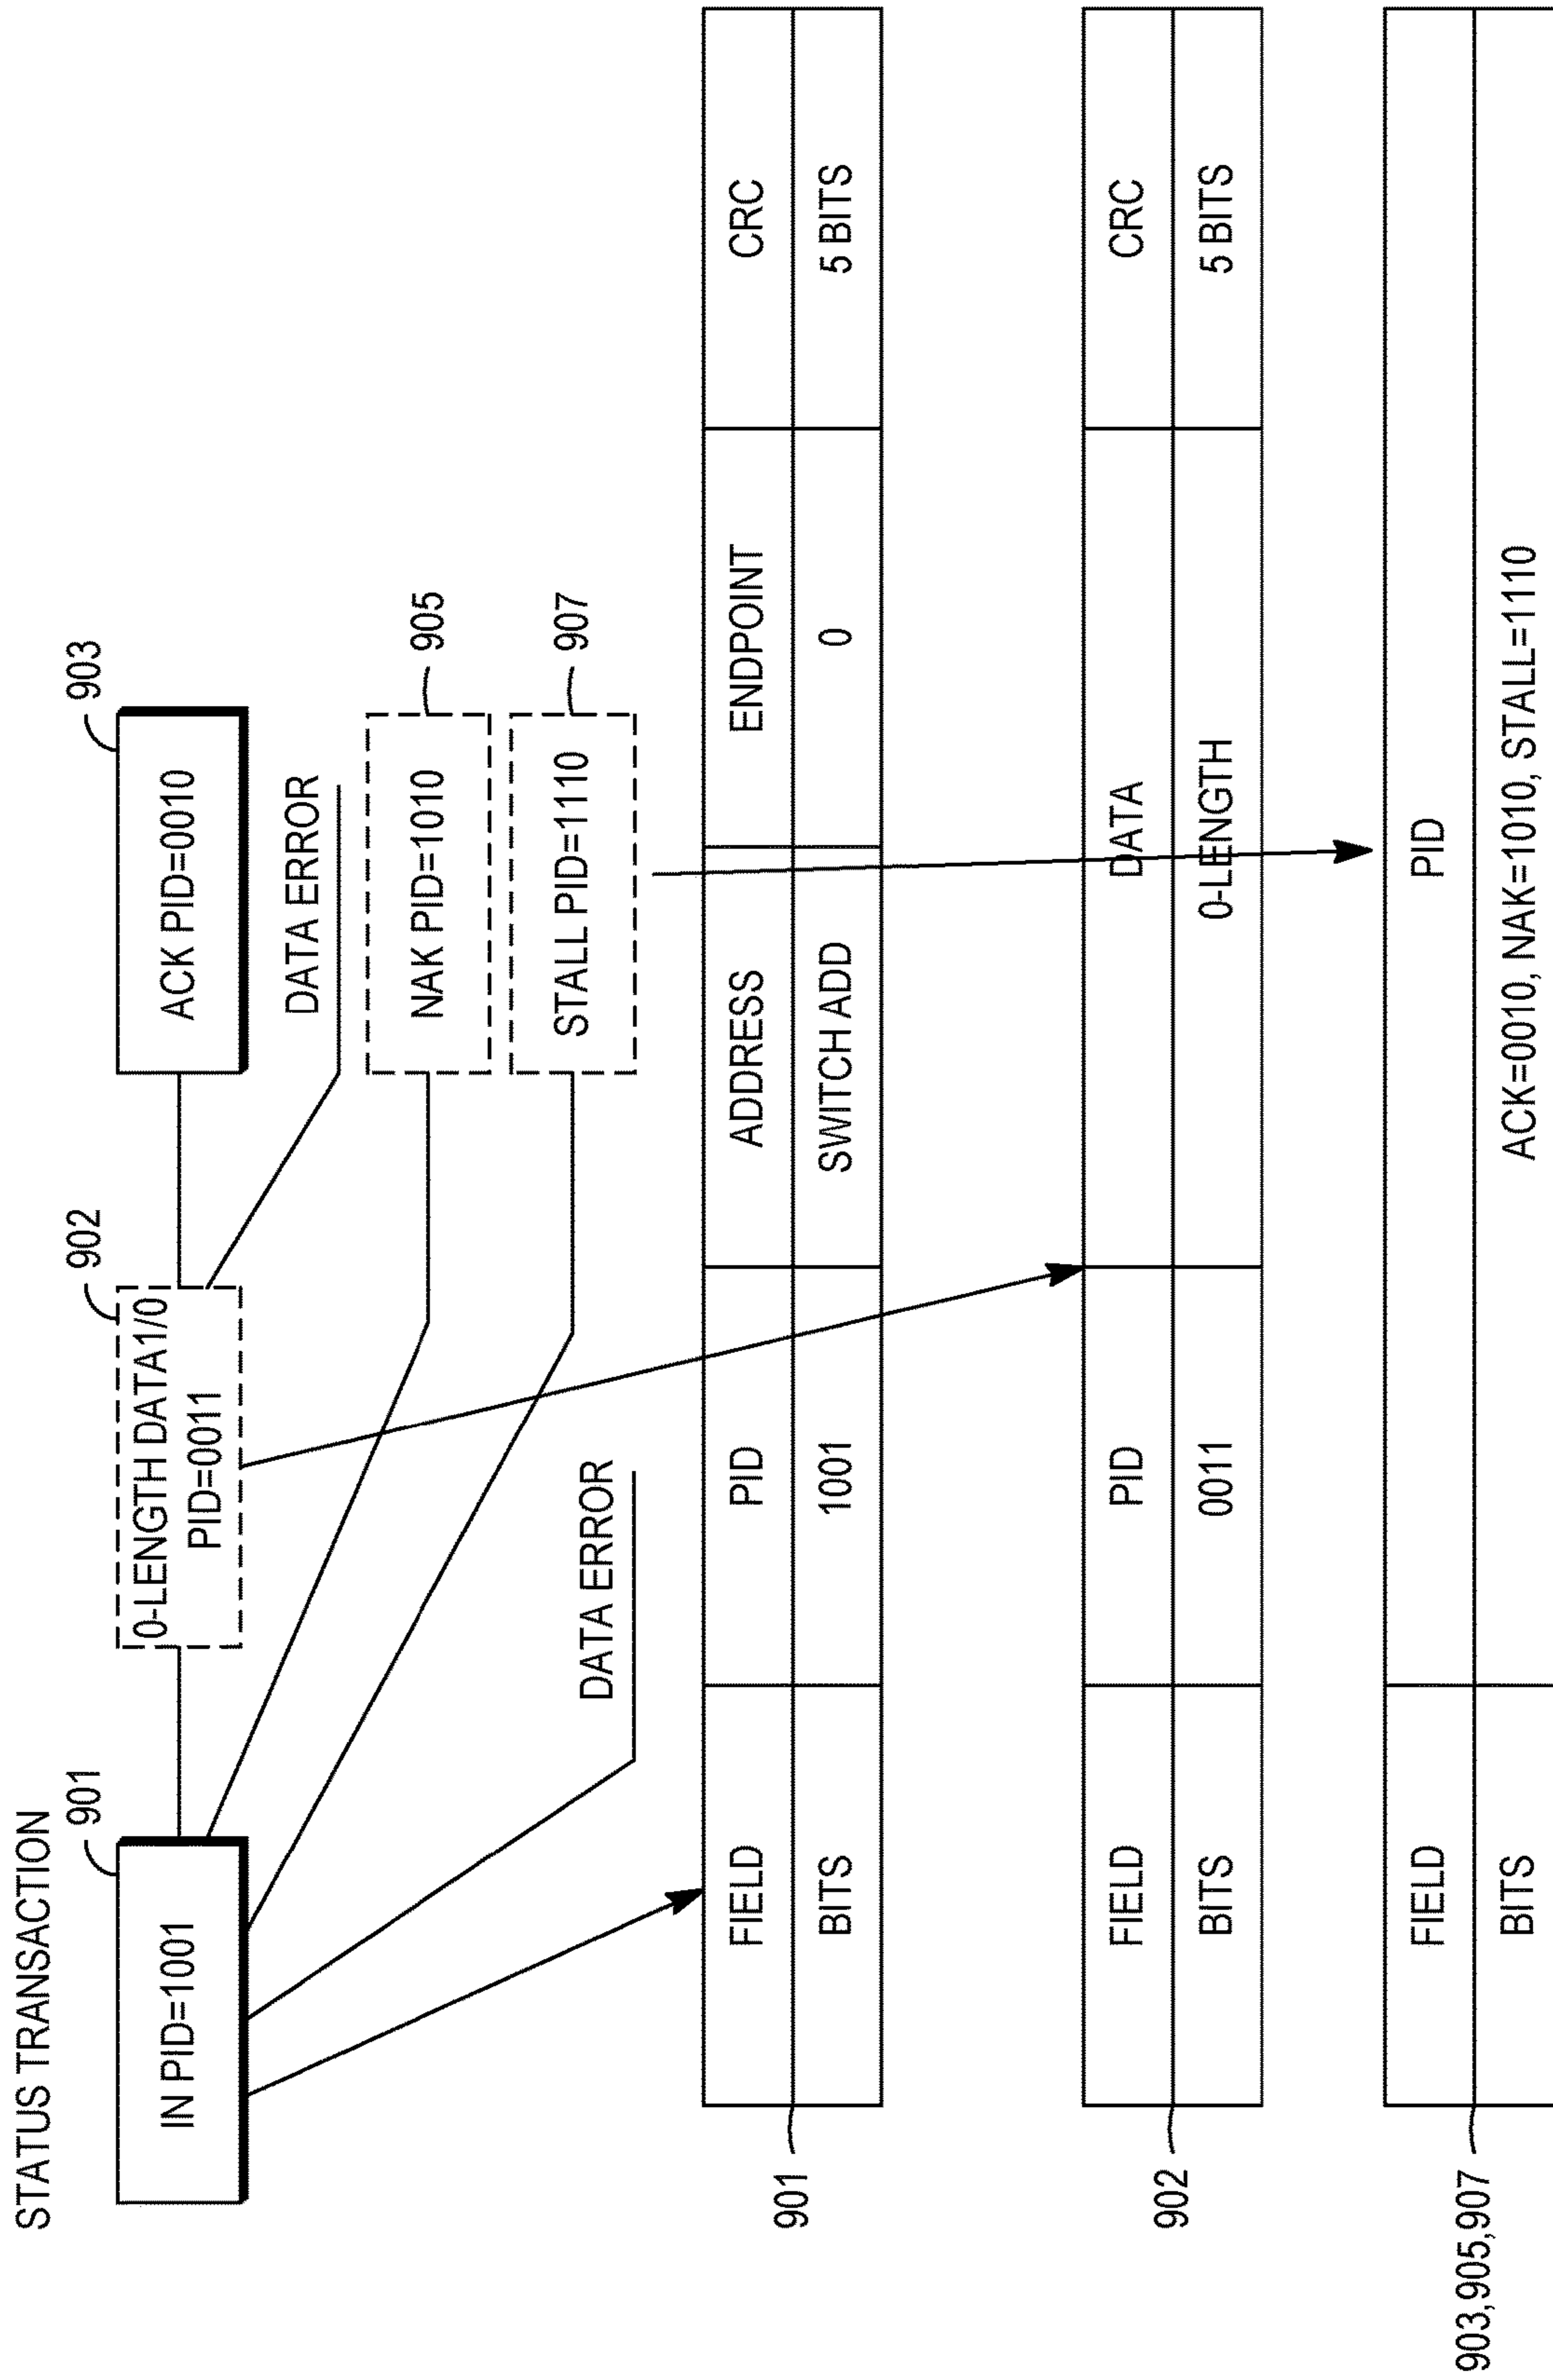 STATUS TRANSACTION
901
902
903
IN PID=1001
0-LENGTH DATA1/0
PID=0011
ACK PID=0010
DATA ERROR
NAK PID=1010
905
STALL PID=1110
907
DATA ERROR
FIELD PID ADDRESS ENDPOINT CRC
BITS 1001 SWITCH ADD 0 5 BITS
901
FIELD PID DATA CRC
BITS 0011 0-LENGTH 5 BITS
902
FIELD PID
903,905,907
BITS ACK=0010, NAK=1010, STALL=1110